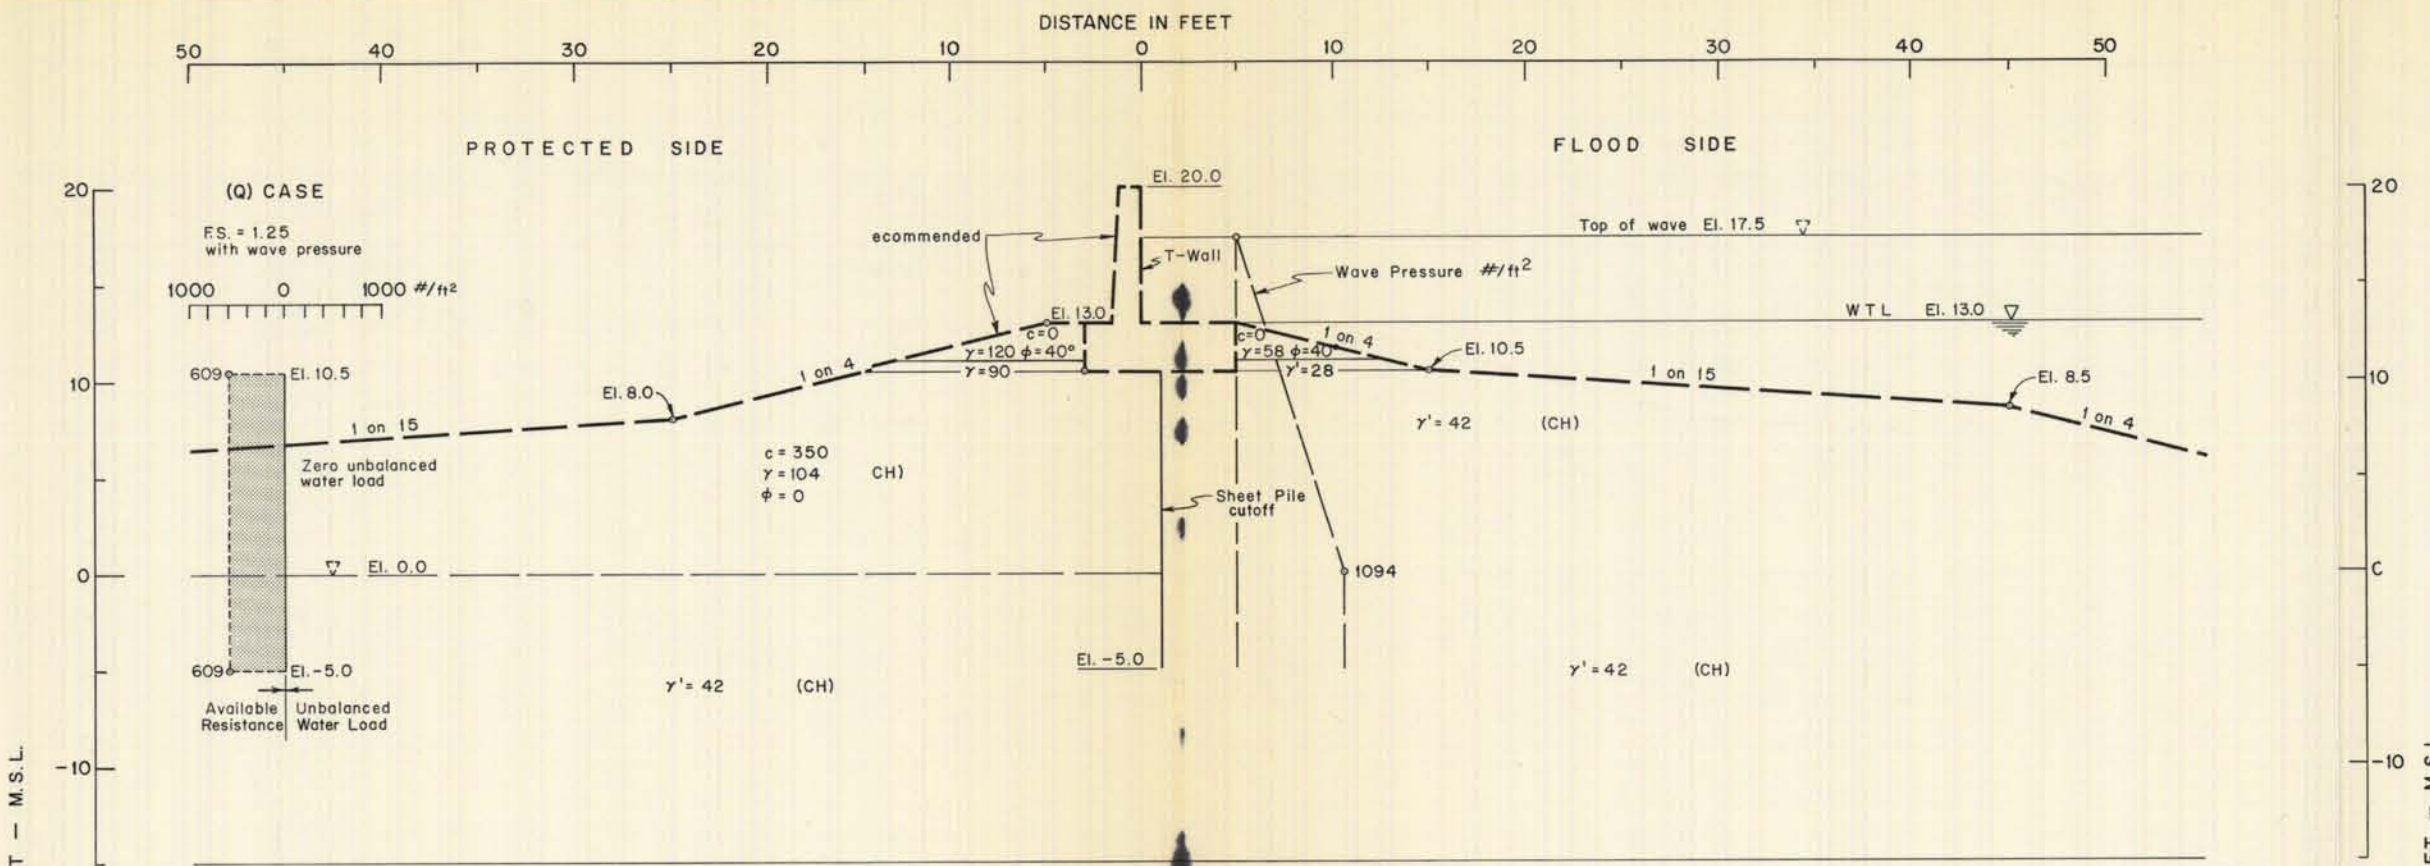 DISTANCE IN FEET
50 40 30 20 10 0 10 20 30 40 50
PROTECTED SIDE
FLOOD SIDE
20
(Q) CASE
El. 20.0
20
F.S. = 1.25
with wave pressure
ecommended
Top of wave El. 17.5
T-Wall
Wave Pressure #/ft²
1000 0 1000 #/ft²
El. 13.0
WTL El. 13.0
c=0
c=0
1 on 4
γ=120 φ=40°
γ=58 φ=40°
El. 10.5
609
El. 10.5
1 on 4
γ=90
γ'=28
1 on 15
El. 8.5
10
10
El. 8.0
1 on 4
1 on 15
γ'= 42 (CH)
c = 350
γ = 104 CH)
φ = 0
Zero unbalanced
water load
Sheet Pile
cutoff
0
El. 0.0
1094
C
609
El.-5.0
El. -5.0
γ'= 42 (CH)
γ'= 42 (CH)
Available
Resistance
Unbalanced
Water Load
-10
-10
T — M.S.L.
T — M.S.L.